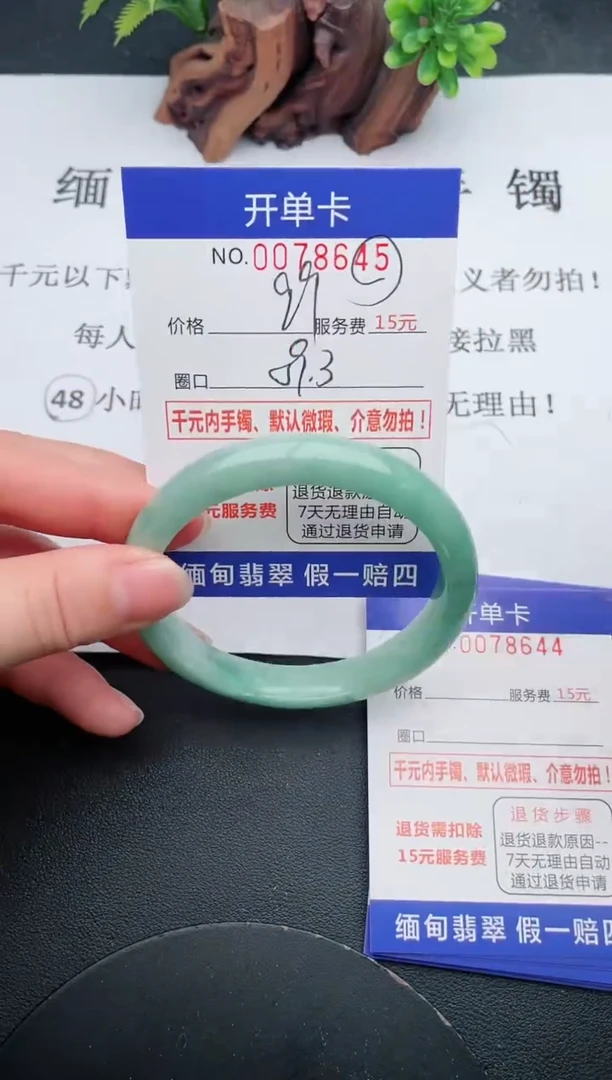 缅 镯
开单卡
NO.0078645
千元以下 义者勿拍！
价格 99 服务费 15元
每人 接拉黑
圈口 59.3
48小时 无理由！
千元内手镯、默认微瑕、介意勿拍！
退货退款
元服务费
7天无理由自动
通过退货申请
缅甸翡翠 假一赔四
开单卡
0078644
价格 服务费 15元
圈口
千元内手镯、默认微瑕、介意勿拍！
退货步骤
退货需扣除
退货退款原因--
15元服务费
7天无理由自动
通过退货申请
缅甸翡翠 假一赔四